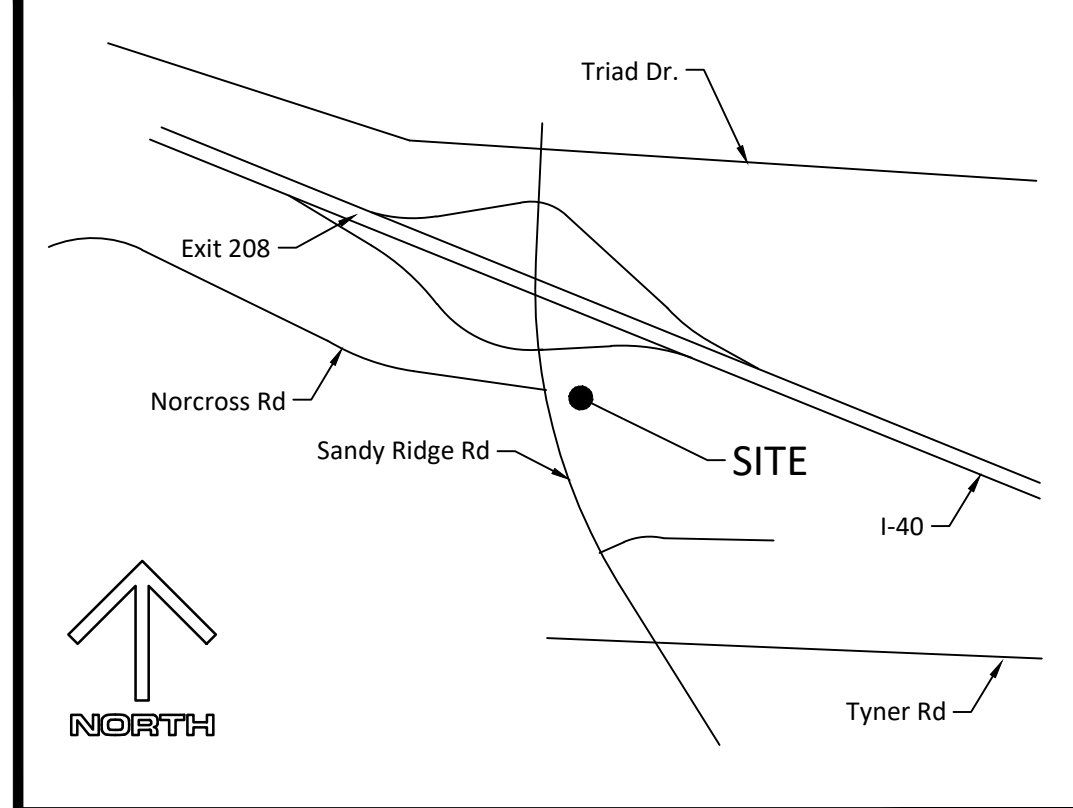 Triad Dr.
Exit 208
Norcross Rd
Sandy Ridge Rd
SITE
I-40
NORTH
Tyner Rd